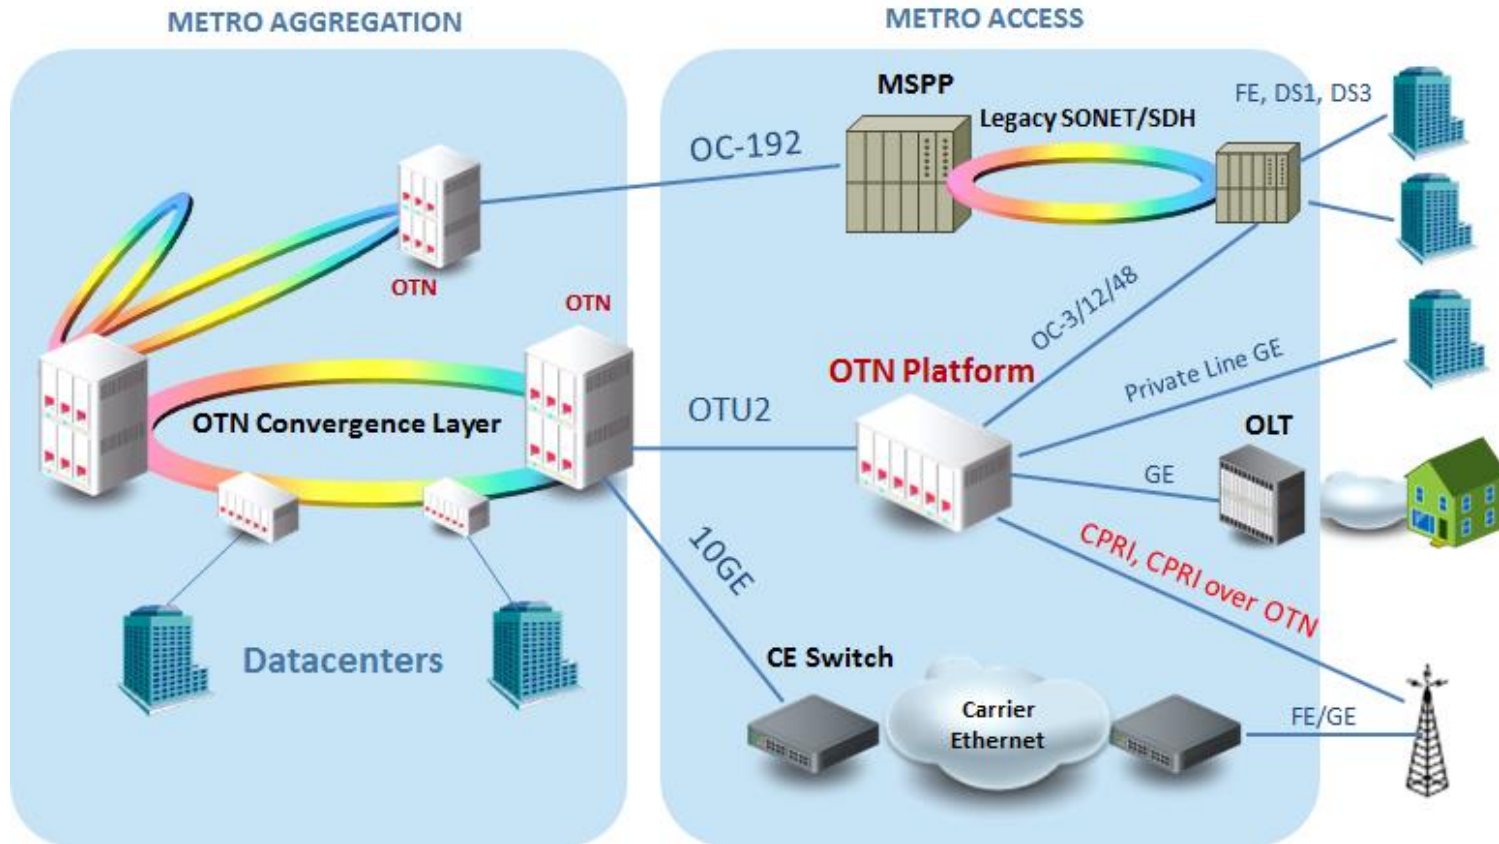 METRO AGGREGATION
METRO ACCESS
MSPP
Legacy SONET/SDH
FE, DS1, DS3
OC-192
OTN
OTN
OC-3/12/48
OTN Platform
Private Line GE
OTN Convergence Layer
OTU2
OLT
GE
10GE
CPRI, CPRI over OTN
Datacenters
CE Switch
Carrier
Ethernet
FE/GE